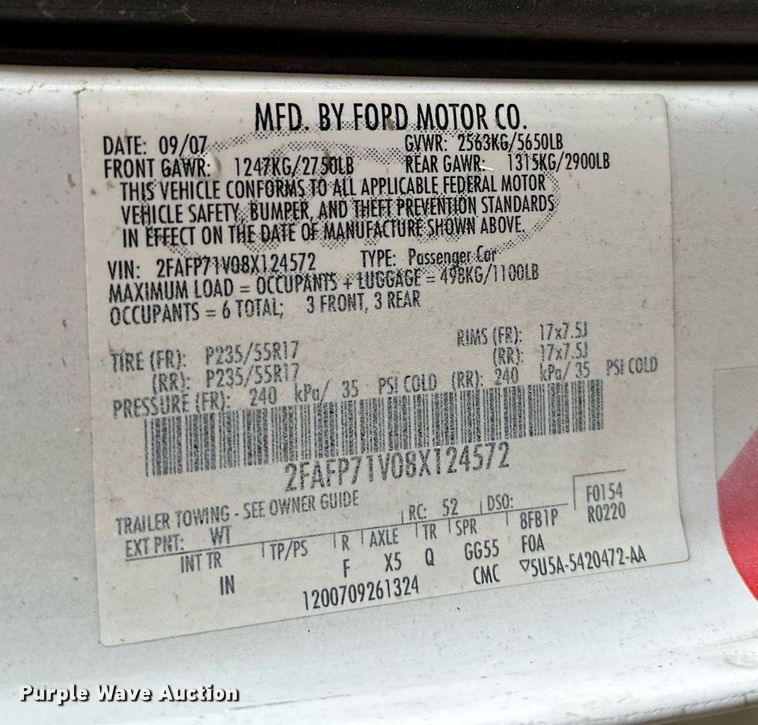 MFD. BY FORD MOTOR CO.
DATE: 09/07 GVWR: 2563KG/5650LB
FRONT GAWR: 1247KG/2750LB REAR GAWR: 1315KG/2900LB
THIS VEHICLE CONFORMS TO ALL APPLICABLE FEDERAL MOTOR
VEHICLE SAFETY, BUMPER, AND THEFT PREVENTION STANDARDS
IN EFFECT ON THE DATE OF MANUFACTURE SHOWN ABOVE.
VIN: 2FAFP71V08X124572 TYPE: Passenger Car
MAXIMUM LOAD = OCCUPANTS + LUGGAGE = 498KG/1100LB
OCCUPANTS = 6 TOTAL; 3 FRONT, 3 REAR
TIRE (FR): P235/55R17 RIMS (FR): 17x7.5J
(RR): P235/55R17 (RR): 17x7.5J
PRESSURE (FR): 240 kPa/ 35 PSI COLD (RR): 240 kPa/ 35 PSI COLD
2FAFP71V08X124572
TRAILER TOWING - SEE OWNER GUIDE
EXT PNT: WT RC: 52 DSO: F0154
INT TR TP/PS R AXLE TR SPR 8FB1P R0220
IN F X5 Q GG55 F0A
1200709261324 CMC ▽5U5A-5420472-AA
Purple Wave Auction